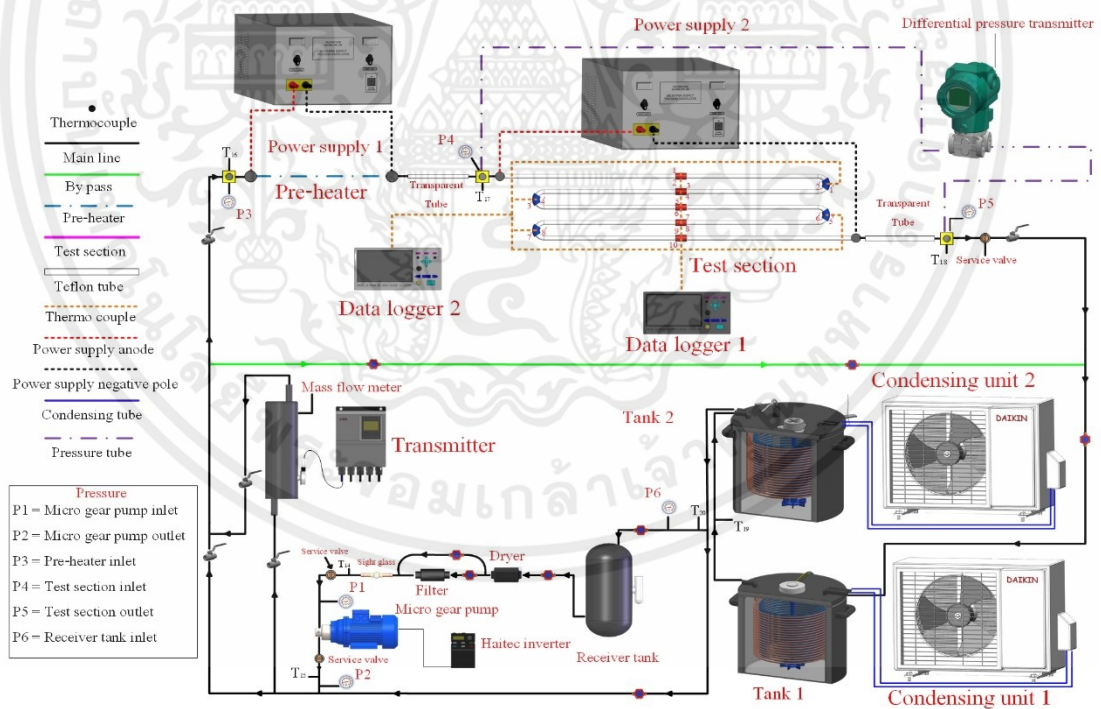 Power supply 2
Differential pressure transmitter
Thermocouple
Main line
By pass
Pre-heater
Test section
Teflon tube
Thermo couple
Power supply anode
Power supply negative pole
Condensing tube
Pressure tube
T16
P3
Power supply 1
Pre-heater
Transparent
Tube
P4
T17
Test section
Transparent
Tube
P5
T18
Service valve
Data logger 2
Data logger 1
Mass flow meter
Transmitter
Tank 2
Condensing unit 2
DAIKIN
Pressure
P1 = Micro gear pump inlet
P2 = Micro gear pump outlet
P3 = Pre-heater inlet
P4 = Test section inlet
P5 = Test section outlet
P6 = Receiver tank inlet
P6
T20
T19
Service valve
T14
Sight glass
P1
Filter
Dryer
Micro gear pump
Haitec inverter
Service valve
T15
P2
Receiver tank
Tank 1
DAIKIN
Condensing unit 1